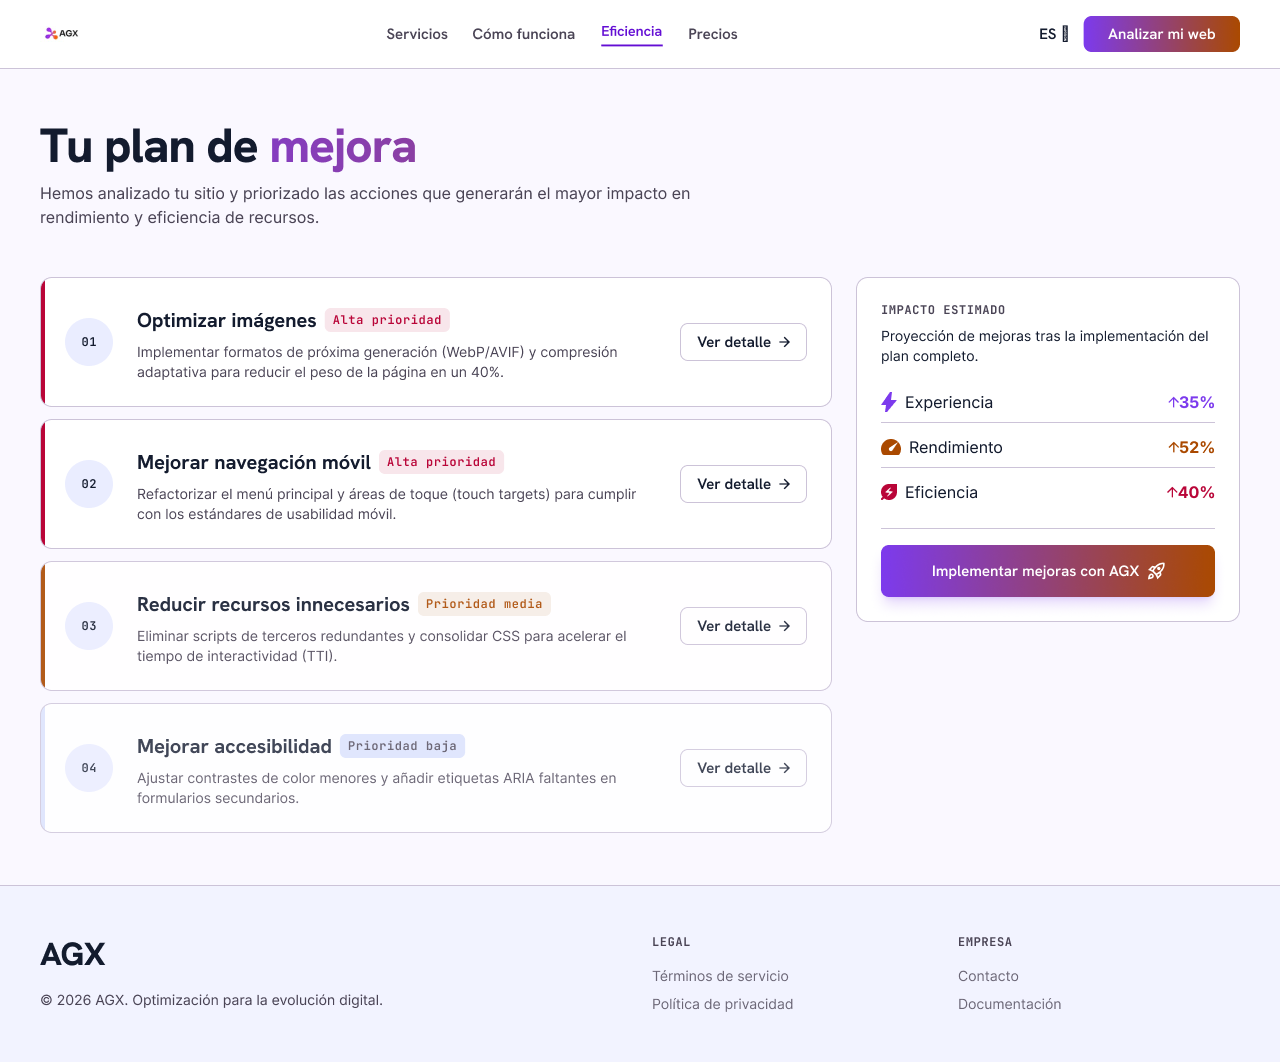 AGX
Servicios
Cómo funciona
Eficiencia
Precios
ES
Analizar mi web
Tu plan de mejora
Hemos analizado tu sitio y priorizado las acciones que generarán el mayor impacto en
rendimiento y eficiencia de recursos.
01
Optimizar imágenes
Alta prioridad
Implementar formatos de próxima generación (WebP/AVIF) y compresión
adaptativa para reducir el peso de la página en un 40%.
Ver detalle →
02
Mejorar navegación móvil
Alta prioridad
Refactorizar el menú principal y áreas de toque (touch targets) para cumplir
con los estándares de usabilidad móvil.
Ver detalle →
03
Reducir recursos innecesarios
Prioridad media
Eliminar scripts de terceros redundantes y consolidar CSS para acelerar el
tiempo de interactividad (TTI).
Ver detalle →
04
Mejorar accesibilidad
Prioridad baja
Ajustar contrastes de color menores y añadir etiquetas ARIA faltantes en
formularios secundarios.
Ver detalle →
IMPACTO ESTIMADO
Proyección de mejoras tras la implementación del
plan completo.
Experiencia
↑35%
Rendimiento
↑52%
Eficiencia
↑40%
Implementar mejoras con AGX
AGX
© 2026 AGX. Optimización para la evolución digital.
LEGAL
Términos de servicio
Política de privacidad
EMPRESA
Contacto
Documentación